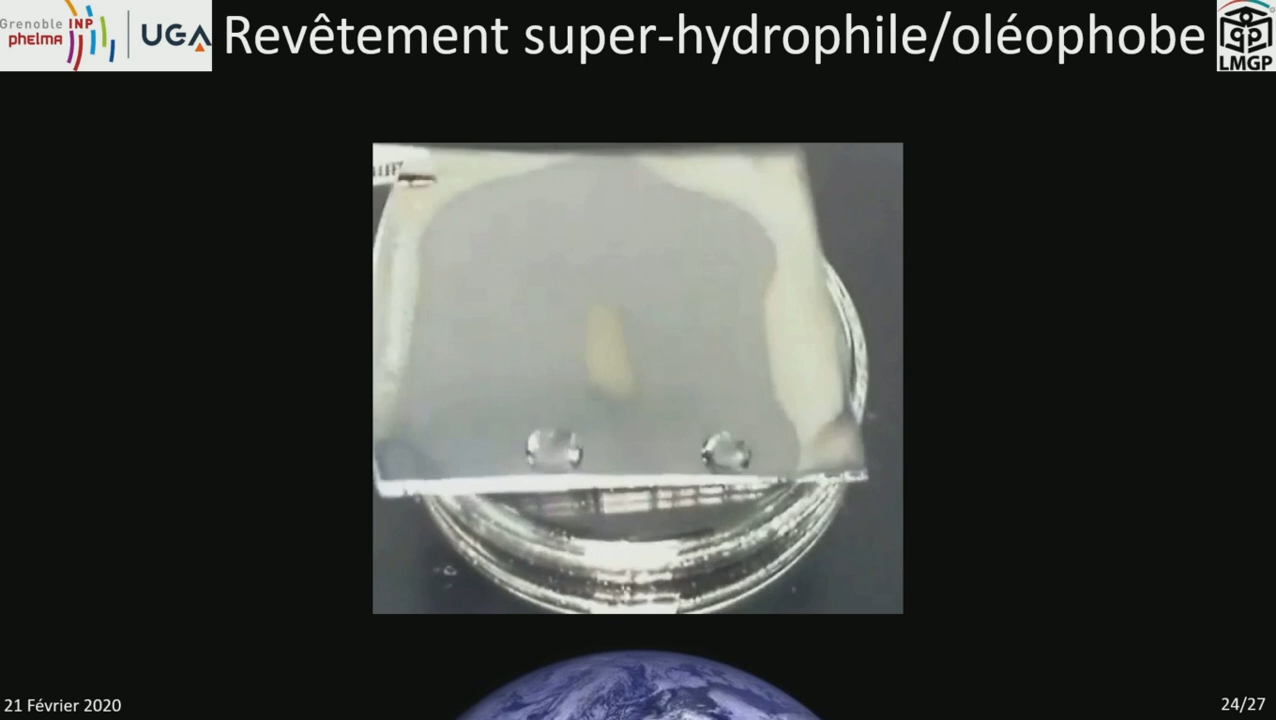 Grenoble INP
phelma
UGA
Revêtement super-hydrophile/oléophobe
LMGP
21 Février 2020
24/27